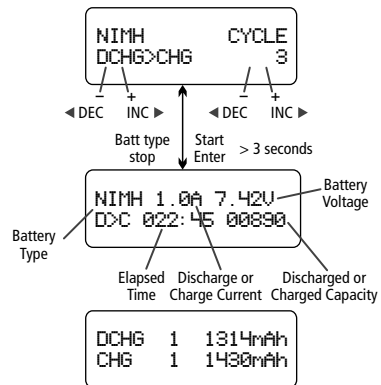 NIMH CYCLE
DCHG>CHG 3
− + − +
◀ DEC INC ▶ ◀ DEC INC ▶
Batt type stop Start Enter > 3 seconds
NIMH 1.0A 7.42V
D>C 022:45 00890
Battery Voltage
Battery Type
Elapsed Time Discharge or Charge Current Discharged or Charged Capacity
DCHG 1 1314mAh
CHG 1 1430mAh